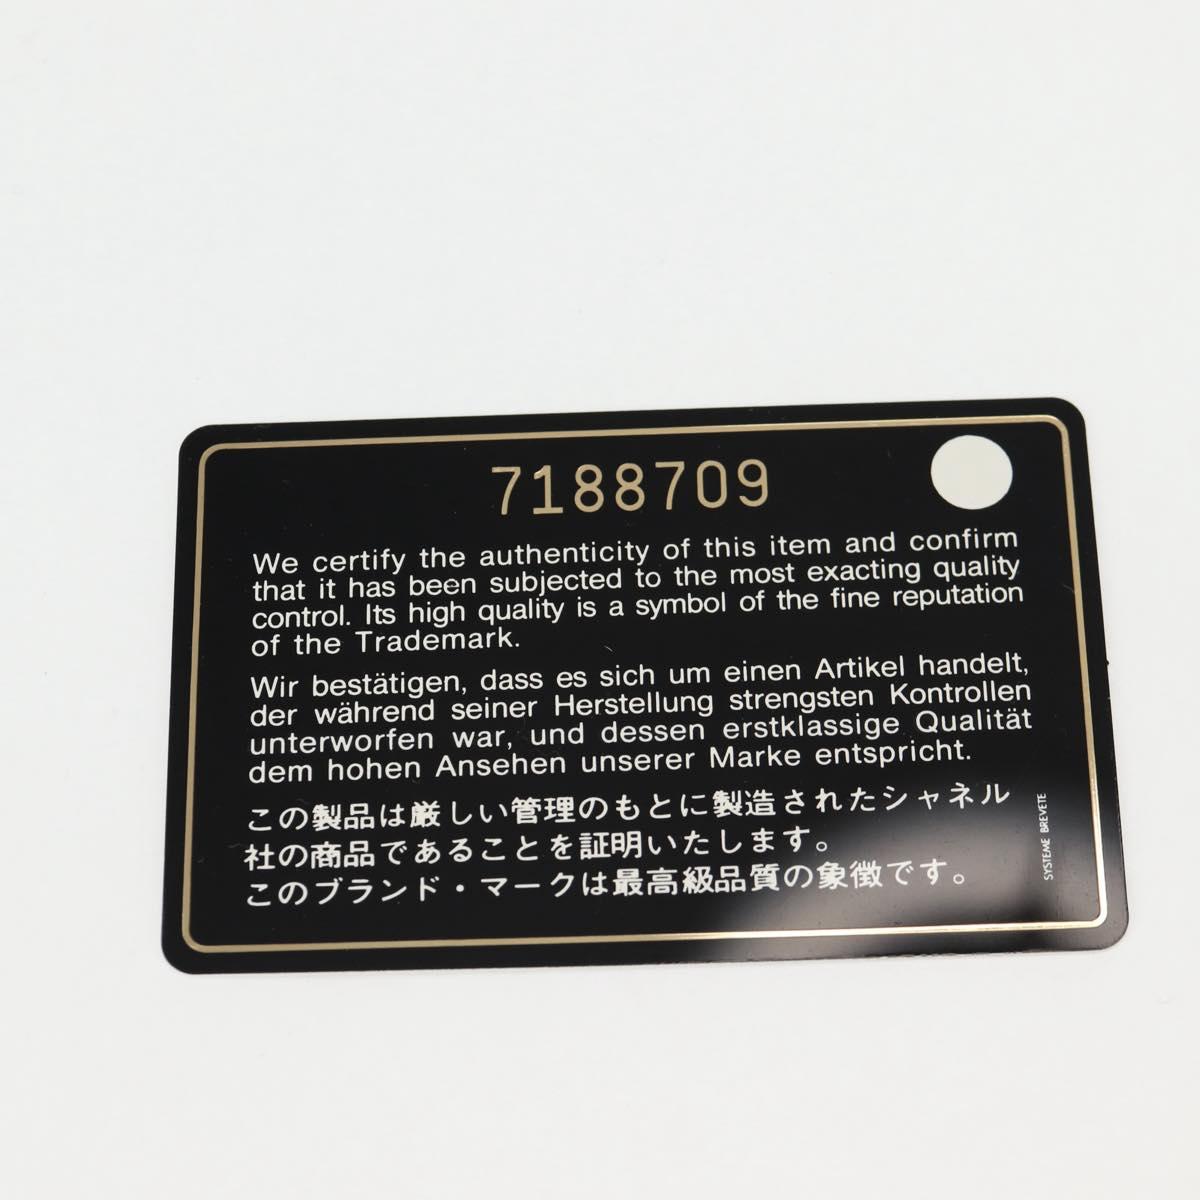 7188709
We certify the authenticity of this item and confirm
that it has been subjected to the most exacting quality
control. Its high quality is a symbol of the fine reputation
of the Trademark.
Wir bestätigen, dass es sich um einen Artikel handelt,
der während seiner Herstellung strengsten Kontrollen
unterworfen war, und dessen erstklassige Qualität
dem hohen Ansehen unserer Marke entspricht.
この製品は厳しい管理のもとに製造されたシャネル
社の商品であることを証明いたします。
このブランド・マークは最高級品質の象徴です。
SYSTEME BREVETE